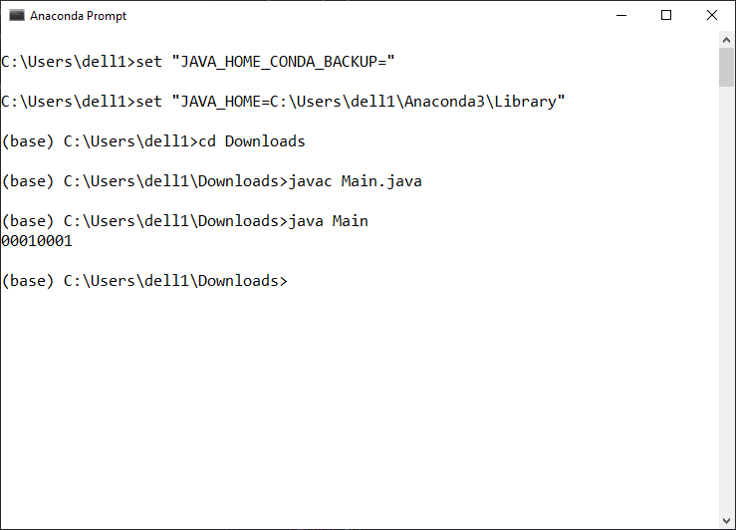 Anaconda Prompt
C:\Users\dell1>set "JAVA_HOME_CONDA_BACKUP="
C:\Users\dell1>set "JAVA_HOME=C:\Users\dell1\Anaconda3\Library"
(base) C:\Users\dell1>cd Downloads
(base) C:\Users\dell1\Downloads>javac Main.java
(base) C:\Users\dell1\Downloads>java Main
00010001
(base) C:\Users\dell1\Downloads>